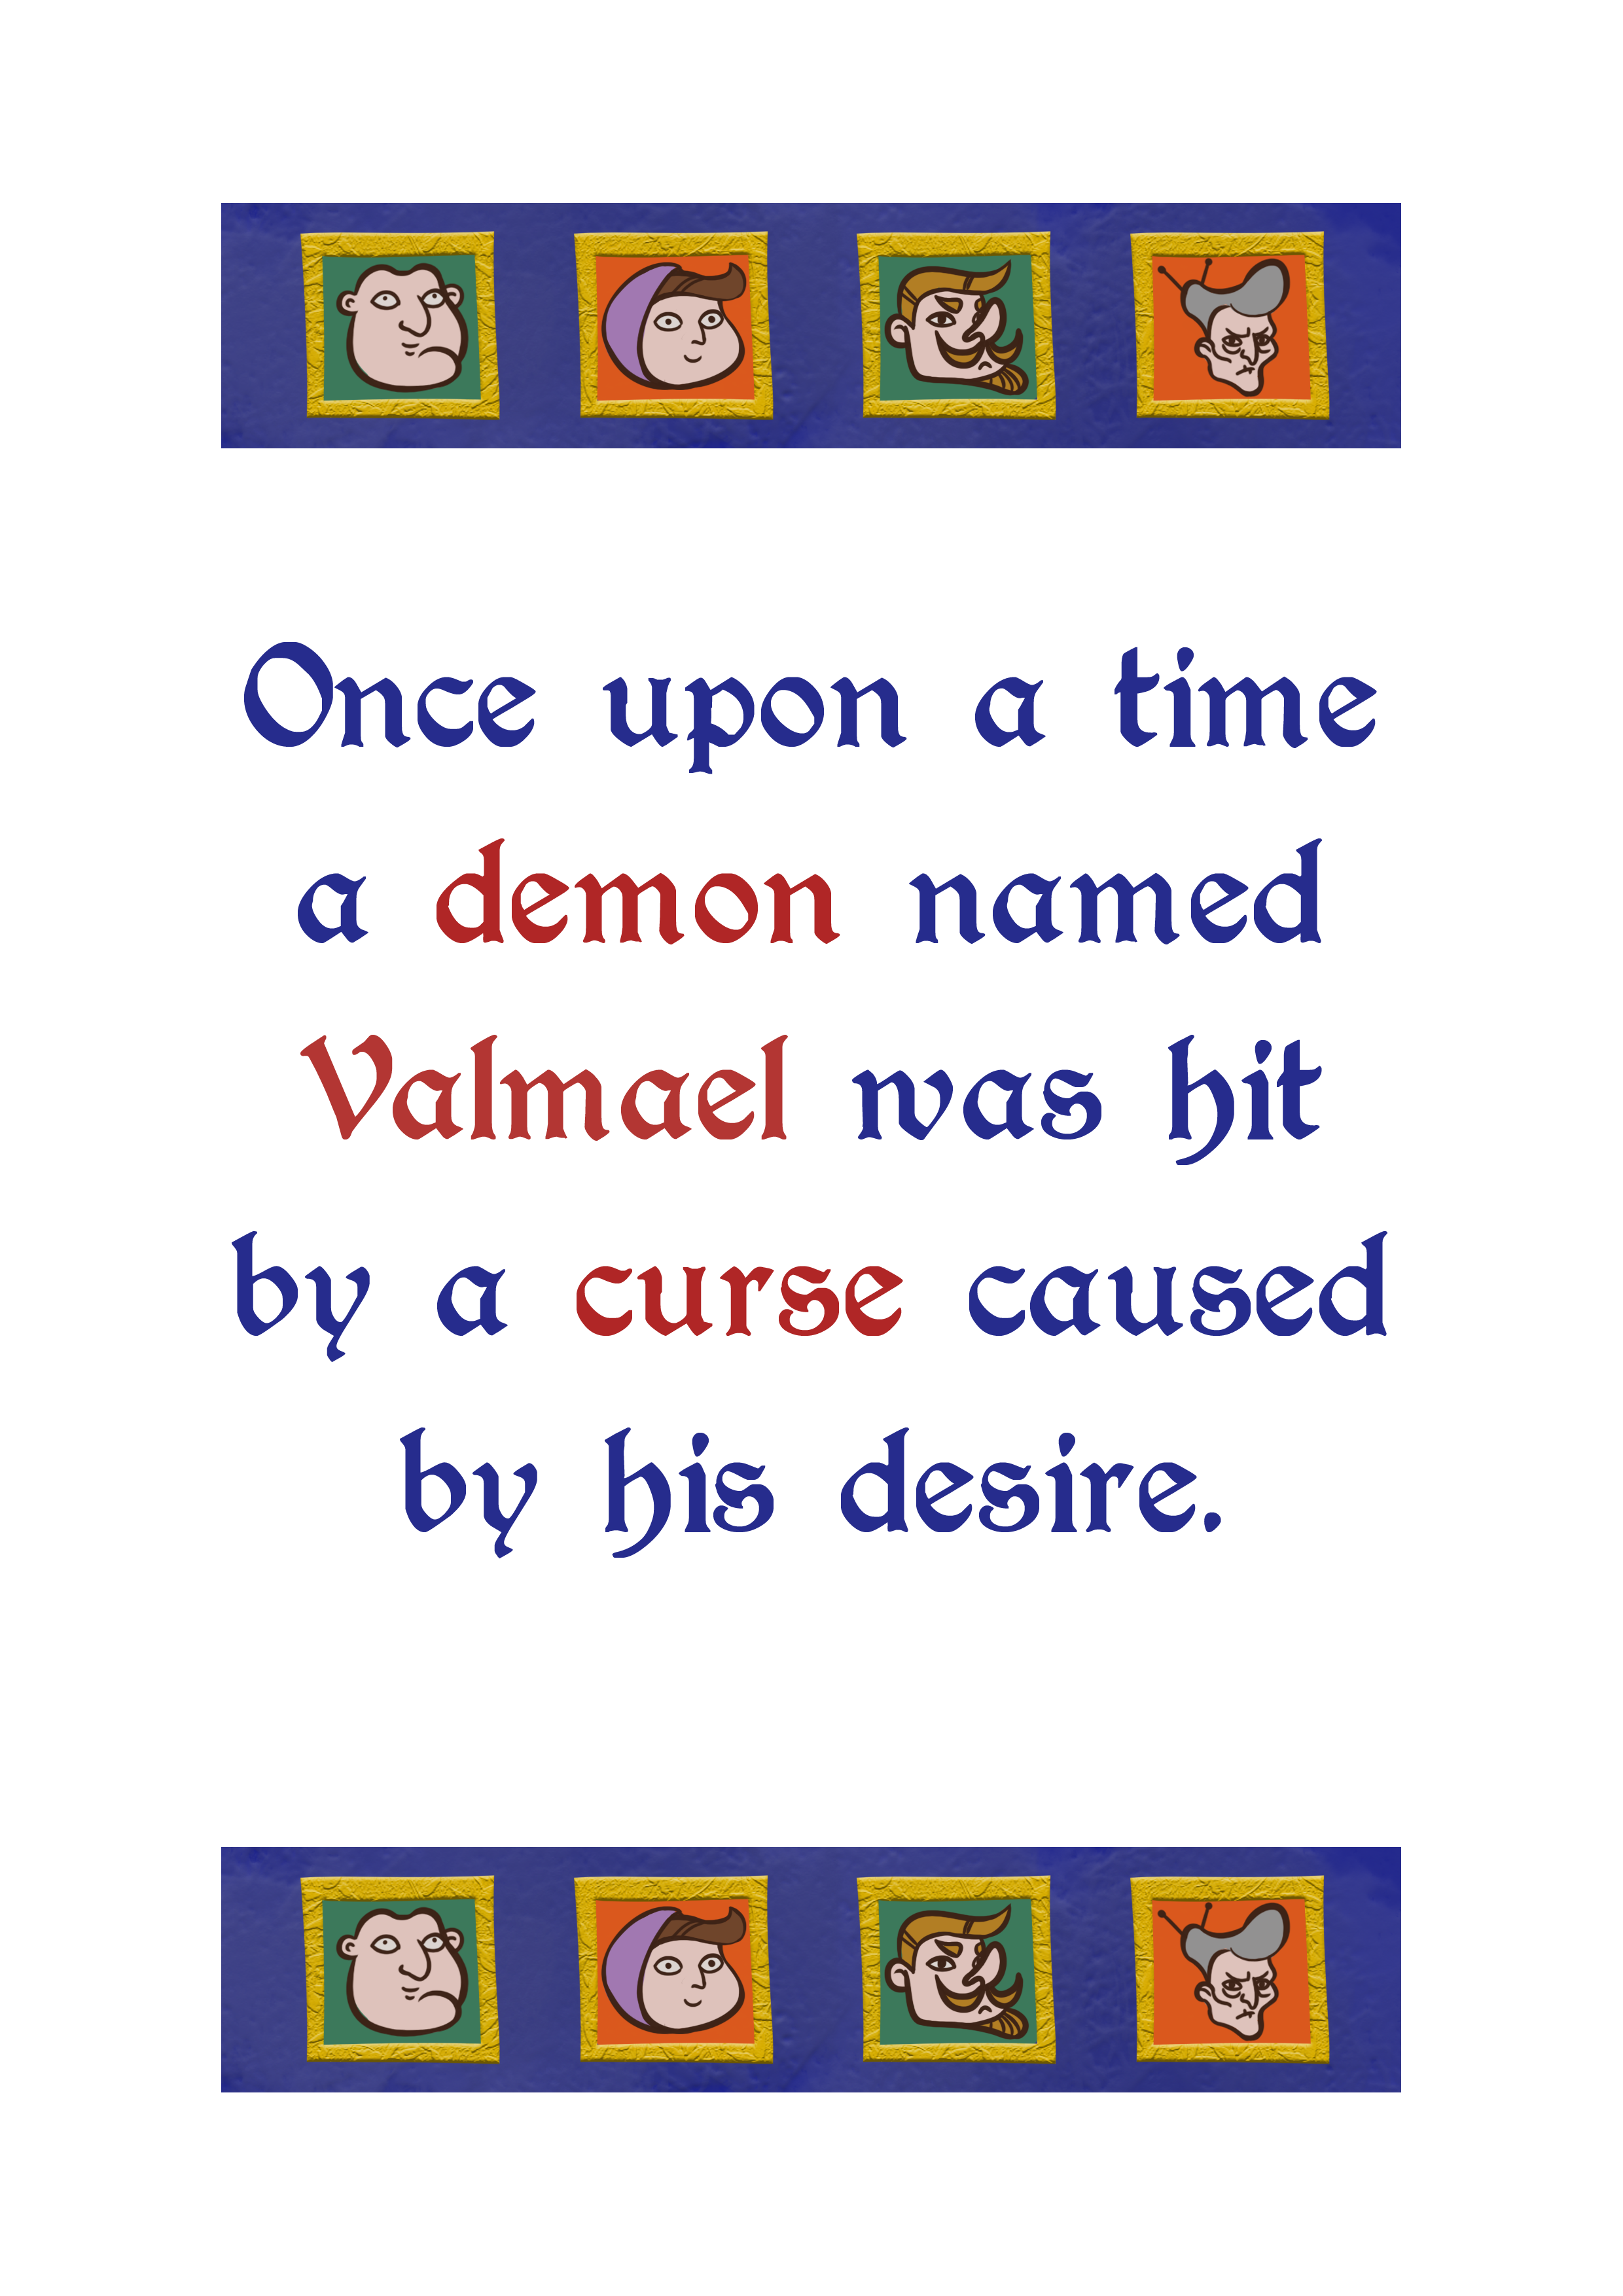 Once upon a time
a demon named
Valmael was hit
by a curse caused
by his desire.